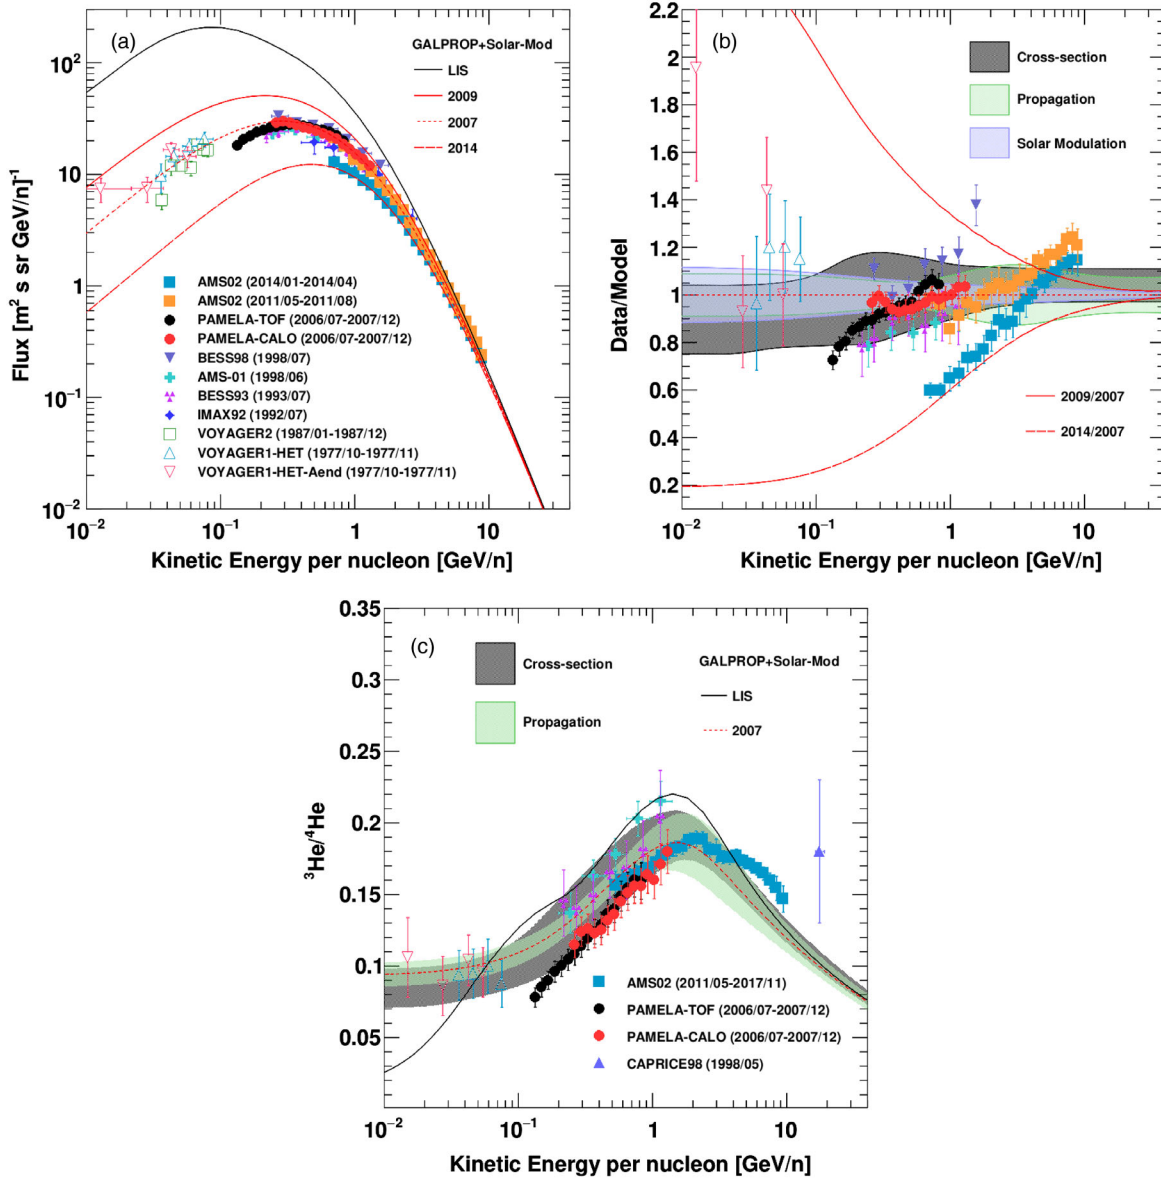 (a)
GALPROP+Solar-Mod
LIS
2009
2007
2014
10²
10
1
10⁻¹
10⁻²
Flux [m² s sr GeV/n]⁻¹
AMS02 (2014/01-2014/04)
AMS02 (2011/05-2011/08)
PAMELA-TOF (2006/07-2007/12)
PAMELA-CALO (2006/07-2007/12)
BESS98 (1998/07)
AMS-01 (1998/06)
BESS93 (1993/07)
IMAX92 (1992/07)
VOYAGER2 (1987/01-1987/12)
VOYAGER1-HET (1977/10-1977/11)
VOYAGER1-HET-Aend (1977/10-1977/11)
10⁻² 10⁻¹ 1 10
Kinetic Energy per nucleon [GeV/n]
(b)
Cross-section
Propagation
Solar Modulation
2.2
2
1.8
1.6
1.4
1.2
1
0.8
0.6
0.4
0.2
Data/Model
2009/2007
2014/2007
10⁻² 10⁻¹ 1 10
Kinetic Energy per nucleon [GeV/n]
(c)
Cross-section
Propagation
GALPROP+Solar-Mod
LIS
2007
0.35
0.3
0.25
0.2
0.15
0.1
0.05
0
³He/⁴He
AMS02 (2011/05-2017/11)
PAMELA-TOF (2006/07-2007/12)
PAMELA-CALO (2006/07-2007/12)
CAPRICE98 (1998/05)
10⁻² 10⁻¹ 1 10
Kinetic Energy per nucleon [GeV/n]